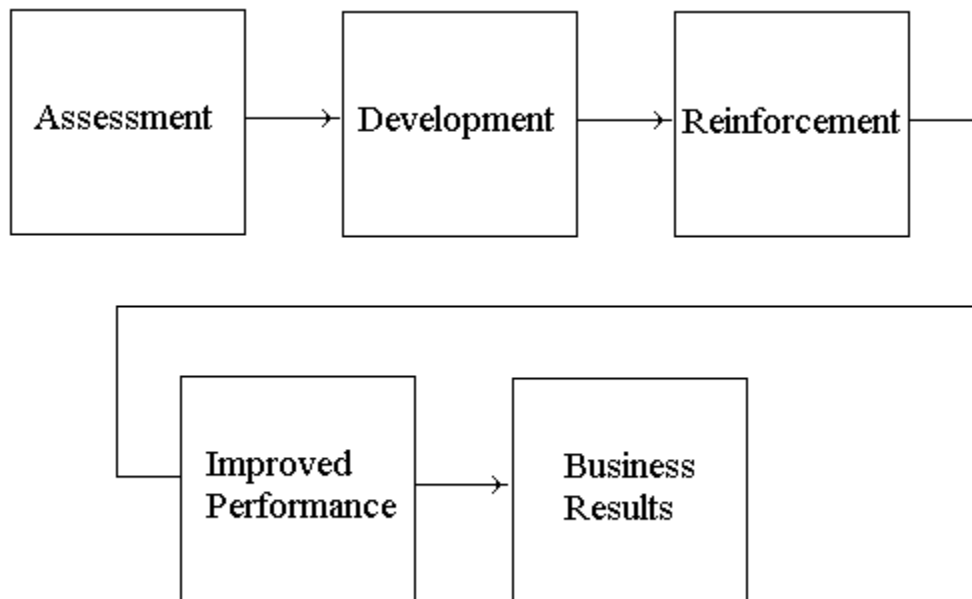 Assessment
Development
Reinforcement
Improved
Performance
Business
Results